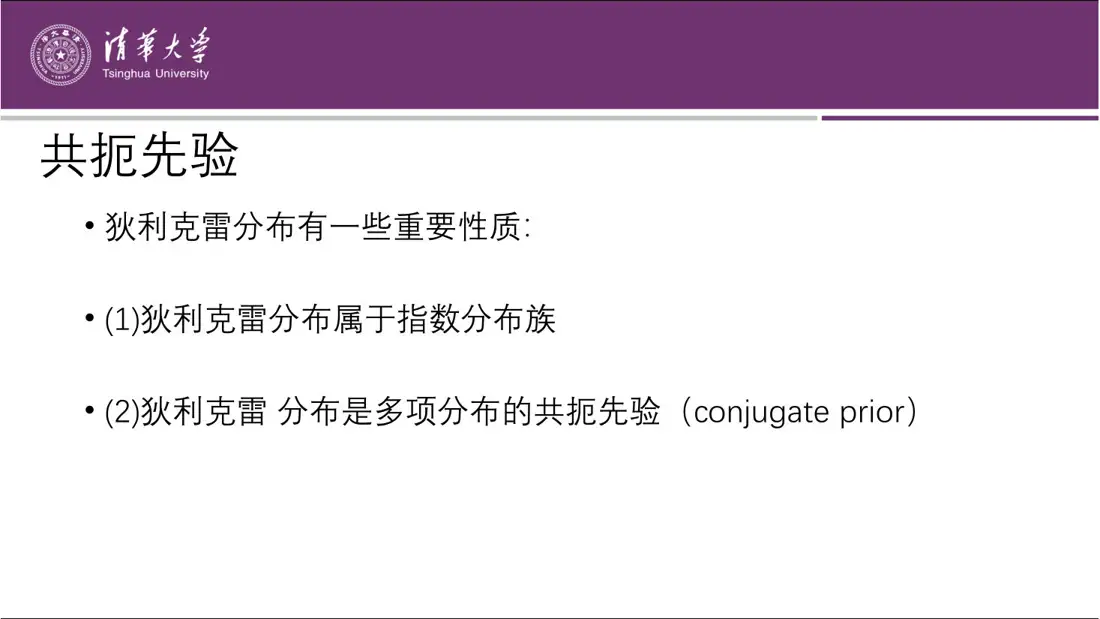 清华大学
Tsinghua University
共扼先验
• 狄利克雷分布有一些重要性质:
• (1)狄利克雷分布属于指数分布族
• (2)狄利克雷 分布是多项分布的共扼先验（conjugate prior）